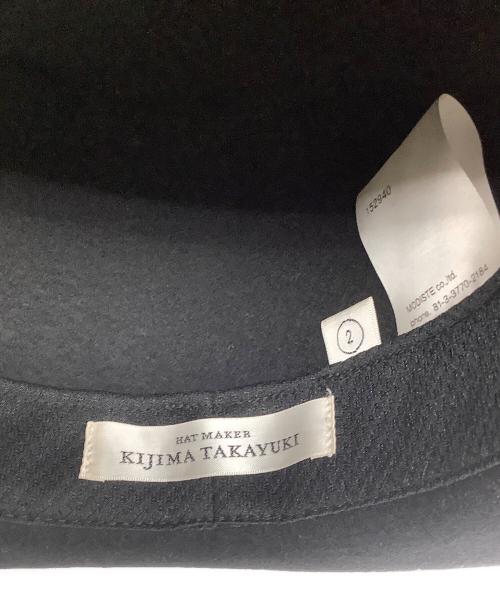 152940
MODISTE co.,ltd.
phone. 81-3-3770-2184
2
HAT MAKER
KIJIMA TAKAYUKI